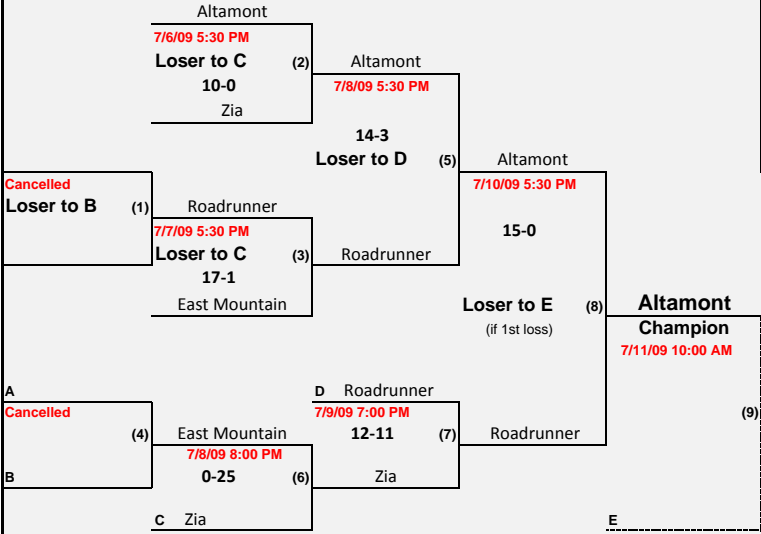 Altamont
7/6/09 5:30 PM
Loser to C (2)
10-0
Zia
Altamont
7/8/09 5:30 PM
14-3
Loser to D (5)
Altamont
7/10/09 5:30 PM
15-0
Cancelled
Loser to B (1)
Roadrunner
7/7/09 5:30 PM
Loser to C (3)
17-1
East Mountain
Roadrunner
Loser to E (8)
(if 1st loss)
Altamont
Champion
7/11/09 10:00 AM
(9)
A
Cancelled
(4)
B
East Mountain
7/8/09 8:00 PM
0-25 (6)
C Zia
D Roadrunner
7/9/09 7:00 PM
12-11 (7)
Zia
Roadrunner
E